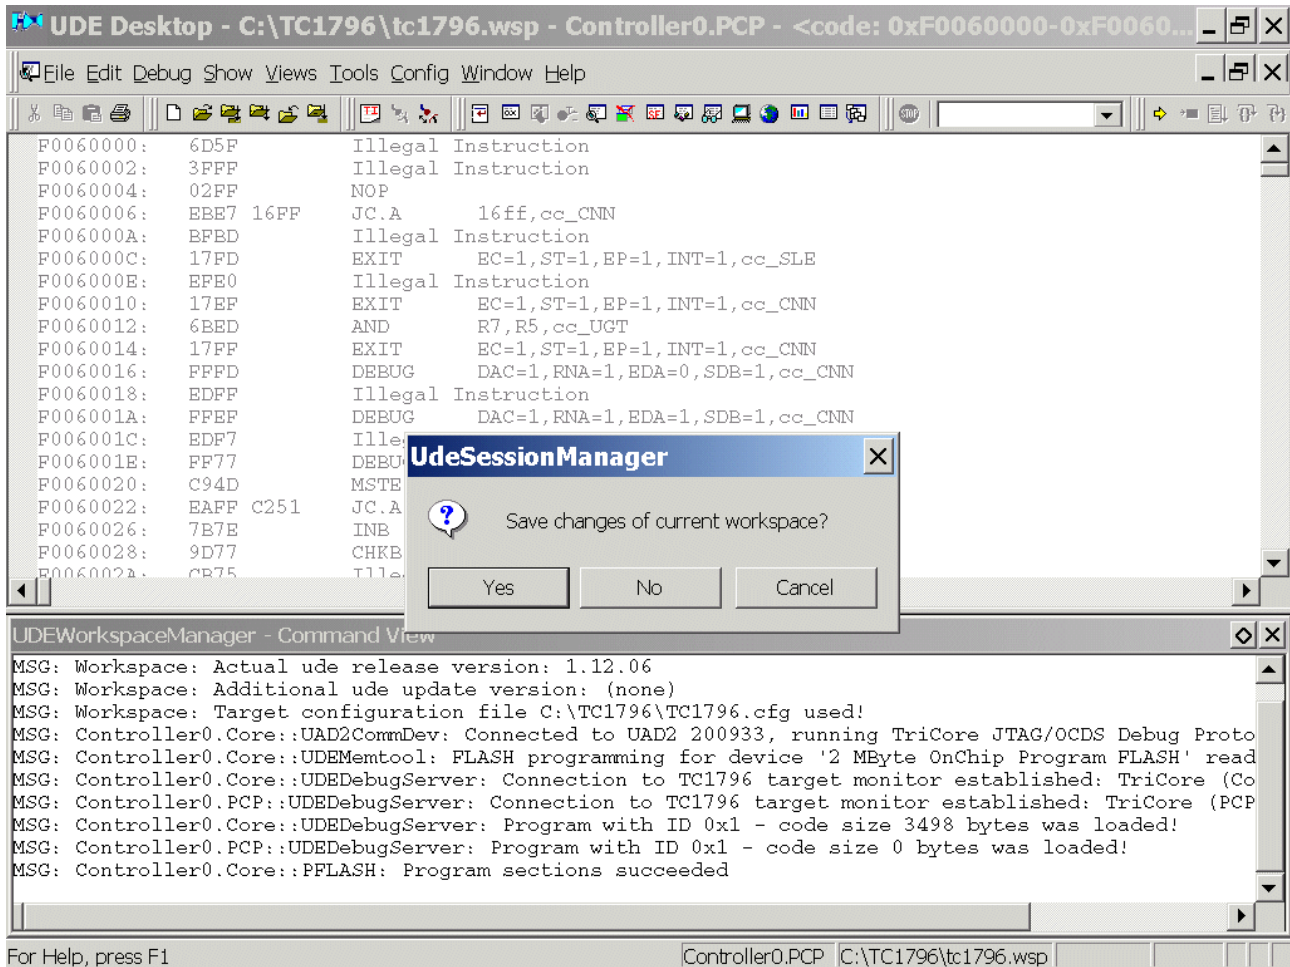 UDE Desktop - C:\TC1796\tc1796.wsp - Controller0.PCP - <code: 0xF0060000-0xF0060...
File Edit Debug Show Views Tools Config Window Help
STOP
F0060000: 6D5F Illegal Instruction
F0060002: 3FFF Illegal Instruction
F0060004: 02FF NOP
F0060006: EBE7 16FF JC.A 16ff,cc_CNN
F006000A: BFBD Illegal Instruction
F006000C: 17FD EXIT EC=1,ST=1,EP=1,INT=1,cc_SLE
F006000E: EFE0 Illegal Instruction
F0060010: 17EF EXIT EC=1,ST=1,EP=1,INT=1,cc_CNN
F0060012: 6BED AND R7,R5,cc_UGT
F0060014: 17FF EXIT EC=1,ST=1,EP=1,INT=1,cc_CNN
F0060016: FFFD DEBUG DAC=1,RNA=1,EDA=0,SDB=1,cc_CNN
F0060018: EDFF Illegal Instruction
F006001A: FFEF DEBUG DAC=1,RNA=1,EDA=1,SDB=1,cc_CNN
F006001C: EDF7 Ille
F006001E: FF77 DEBU
F0060020: C94D MSTE
F0060022: EAFF C251 JC.A
F0060026: 7B7E INB
F0060028: 9D77 CHKB
F006002A: CB75 Ille
UdeSessionManager
Save changes of current workspace?
Yes No Cancel
UDEWorkspaceManager - Command View
MSG: Workspace: Actual ude release version: 1.12.06
MSG: Workspace: Additional ude update version: (none)
MSG: Workspace: Target configuration file C:\TC1796\TC1796.cfg used!
MSG: Controller0.Core::UAD2CommDev: Connected to UAD2 200933, running TriCore JTAG/OCDS Debug Proto
MSG: Controller0.Core::UDEMemtool: FLASH programming for device '2 MByte OnChip Program FLASH' read
MSG: Controller0.Core::UDEDebugServer: Connection to TC1796 target monitor established: TriCore (Co
MSG: Controller0.PCP::UDEDebugServer: Connection to TC1796 target monitor established: TriCore (PCP
MSG: Controller0.Core::UDEDebugServer: Program with ID 0x1 - code size 3498 bytes was loaded!
MSG: Controller0.PCP::UDEDebugServer: Program with ID 0x1 - code size 0 bytes was loaded!
MSG: Controller0.Core::PFLASH: Program sections succeeded
For Help, press F1 Controller0.PCP C:\TC1796\tc1796.wsp